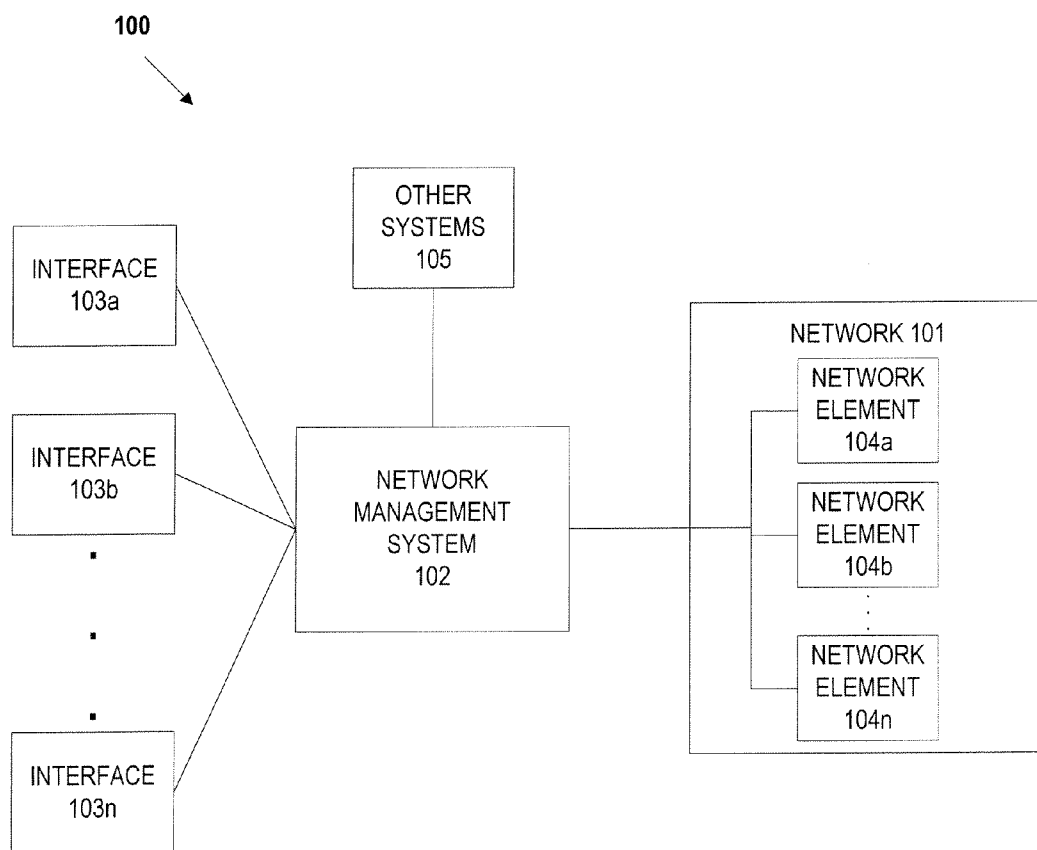 100
OTHER
SYSTEMS
105
INTERFACE
103a
NETWORK 101
NETWORK
ELEMENT
104a
INTERFACE
103b
NETWORK
MANAGEMENT
SYSTEM
102
NETWORK
ELEMENT
104b
NETWORK
ELEMENT
104n
INTERFACE
103n